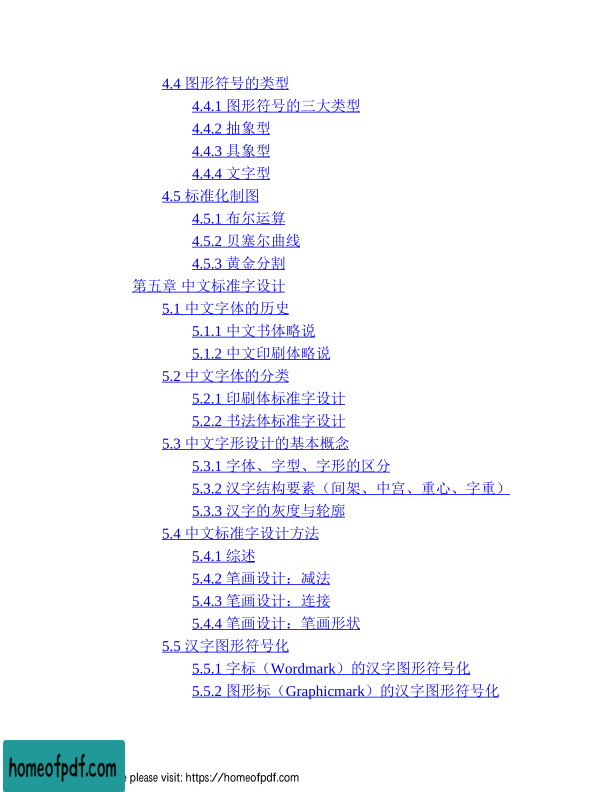 4.4 图形符号的类型
4.4.1 图形符号的三大类型
4.4.2 抽象型
4.4.3 具象型
4.4.4 文字型
4.5 标准化制图
4.5.1 布尔运算
4.5.2 贝塞尔曲线
4.5.3 黄金分割
第五章 中文标准字设计
5.1 中文字体的历史
5.1.1 中文书体略说
5.1.2 中文印刷体略说
5.2 中文字体的分类
5.2.1 印刷体标准字设计
5.2.2 书法体标准字设计
5.3 中文字形设计的基本概念
5.3.1 字体、字型、字形的区分
5.3.2 汉字结构要素（间架、中宫、重心、字重）
5.3.3 汉字的灰度与轮廓
5.4 中文标准字设计方法
5.4.1 综述
5.4.2 笔画设计：减法
5.4.3 笔画设计：连接
5.4.4 笔画设计：笔画形状
5.5 汉字图形符号化
5.5.1 字标（Wordmark）的汉字图形符号化
5.5.2 图形标（Graphicmark）的汉字图形符号化
homeofpdf.com
please visit: https://homeofpdf.com